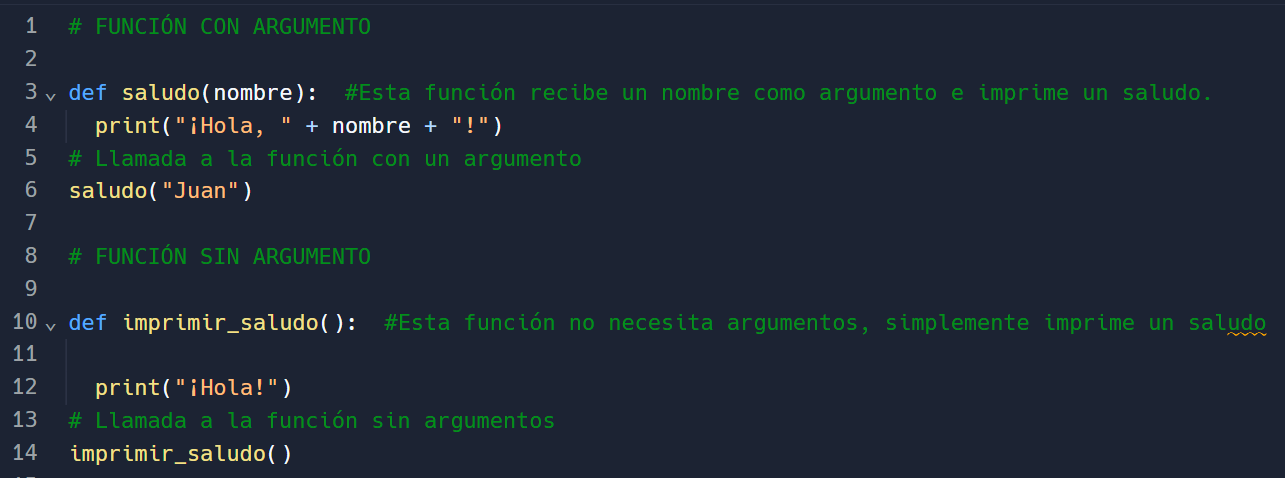 1 # FUNCIÓN CON ARGUMENTO
2
3 def saludo(nombre):  #Esta función recibe un nombre como argumento e imprime un saludo.
4   print("¡Hola, " + nombre + "!")
5 # Llamada a la función con un argumento
6 saludo("Juan")
7
8 # FUNCIÓN SIN ARGUMENTO
9
10 def imprimir_saludo():  #Esta función no necesita argumentos, simplemente imprime un saludo
11
12   print("¡Hola!")
13 # Llamada a la función sin argumentos
14 imprimir_saludo()